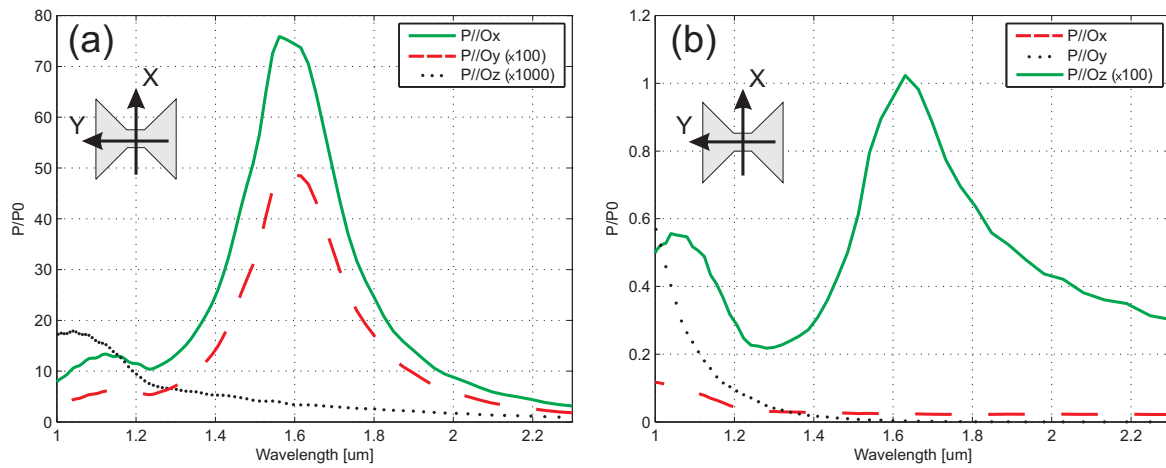 (a)
P//Ox
P//Oy (x100)
P//Oz (x1000)
X
Y
P/P0
80
70
60
50
40
30
20
10
0
1 1.2 1.4 1.6 1.8 2 2.2
Wavelength [um]
(b)
P//Ox
P//Oy
P//Oz (x100)
X
Y
P/P0
1.2
1
0.8
0.6
0.4
0.2
0
1 1.2 1.4 1.6 1.8 2 2.2
Wavelength [um]